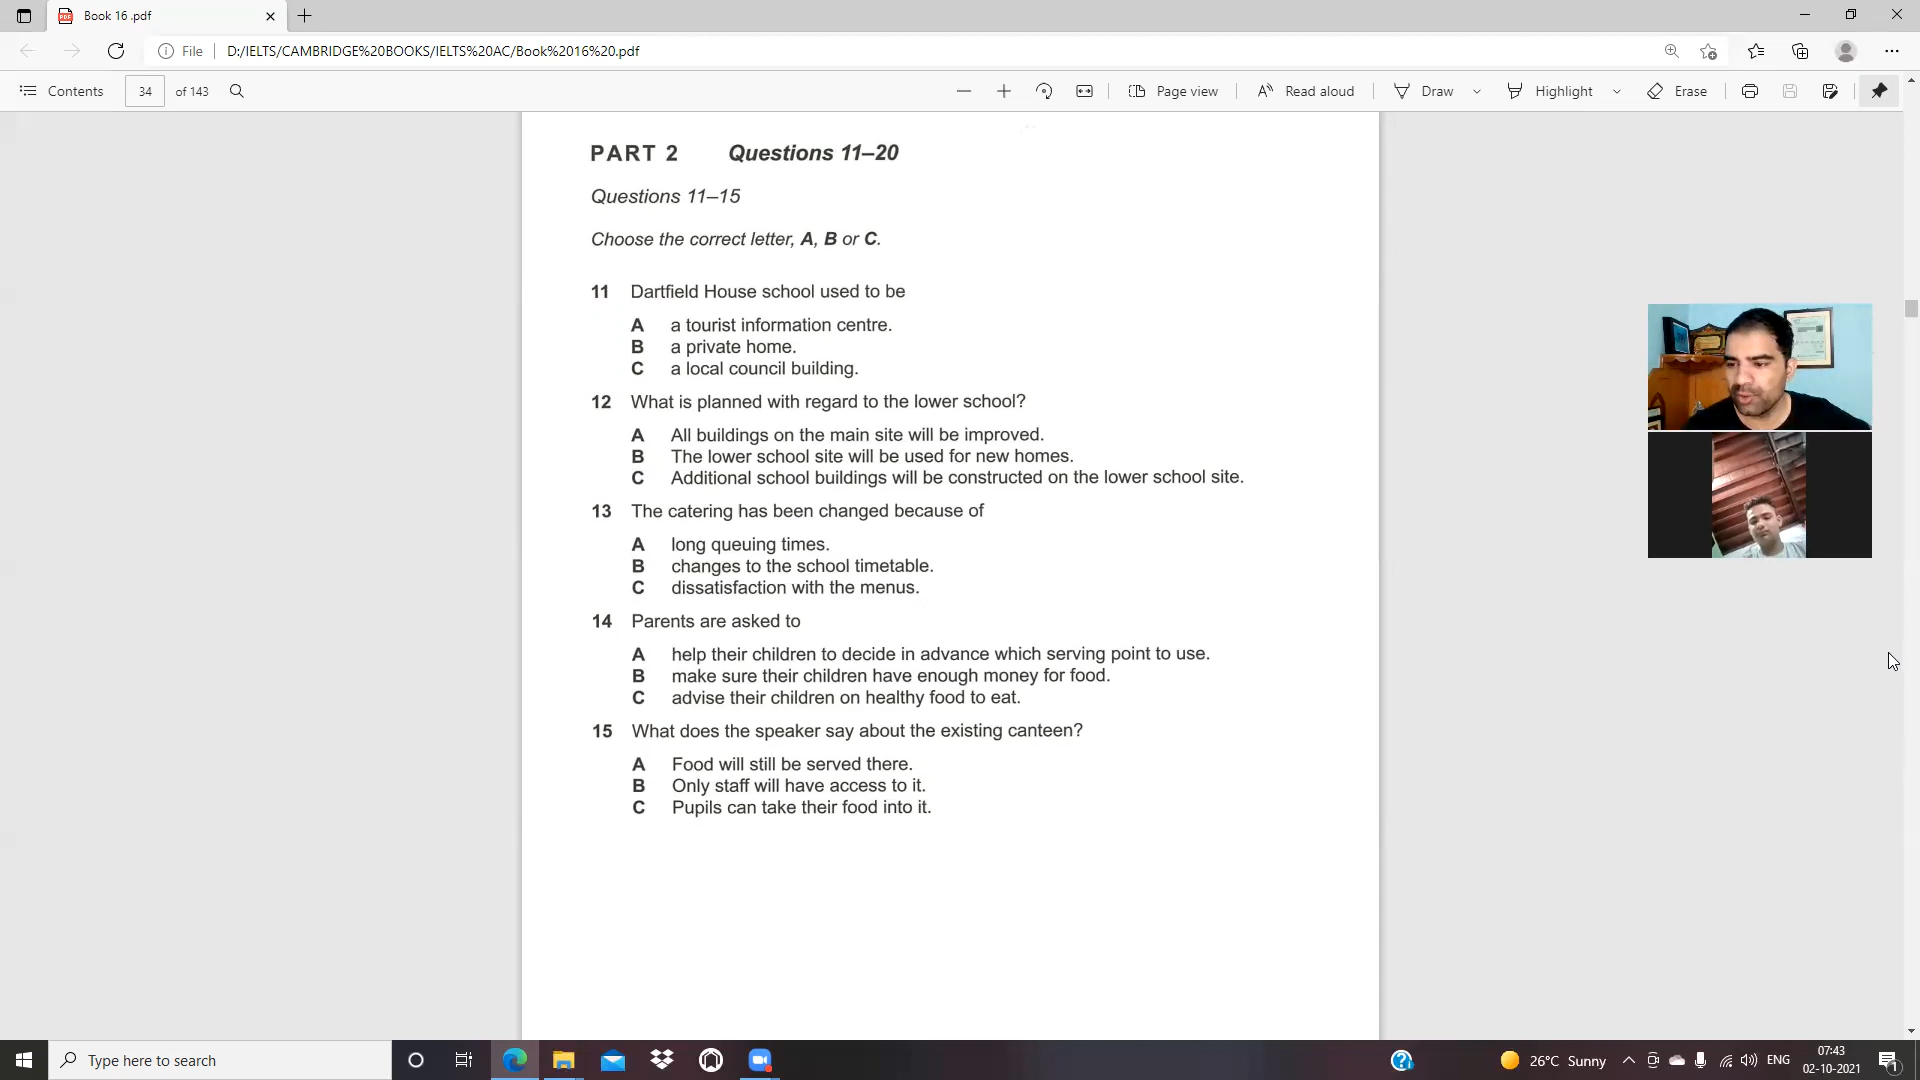 Book 16 .pdf
File
D:/IELTS/CAMBRIDGE%20BOOKS/IELTS%20AC/Book%2016%20.pdf
Contents 34 of 143 Page view Read aloud Draw Highlight Erase
PART 2 Questions 11–20
Questions 11–15
Choose the correct letter, A, B or C.
11 Dartfield House school used to be
A a tourist information centre.
B a private home.
C a local council building.
12 What is planned with regard to the lower school?
A All buildings on the main site will be improved.
B The lower school site will be used for new homes.
C Additional school buildings will be constructed on the lower school site.
13 The catering has been changed because of
A long queuing times.
B changes to the school timetable.
C dissatisfaction with the menus.
14 Parents are asked to
A help their children to decide in advance which serving point to use.
B make sure their children have enough money for food.
C advise their children on healthy food to eat.
15 What does the speaker say about the existing canteen?
A Food will still be served there.
B Only staff will have access to it.
C Pupils can take their food into it.
Type here to search
26°C Sunny
ENG
07:43
02-10-2021
1